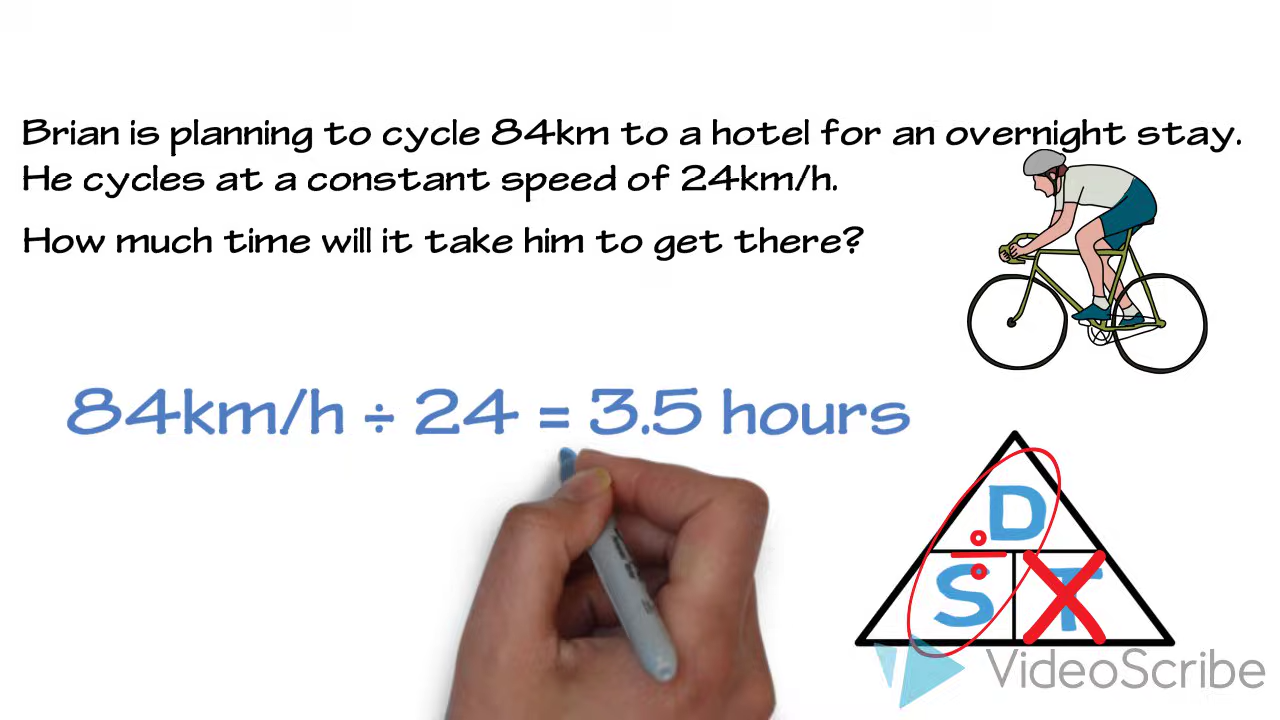 Brian is planning to cycle 84km to a hotel for an overnight stay.
He cycles at a constant speed of 24km/h.
How much time will it take him to get there?
84km/h ÷ 24 = 3.5 hours
D
÷
S T
VideoScribe